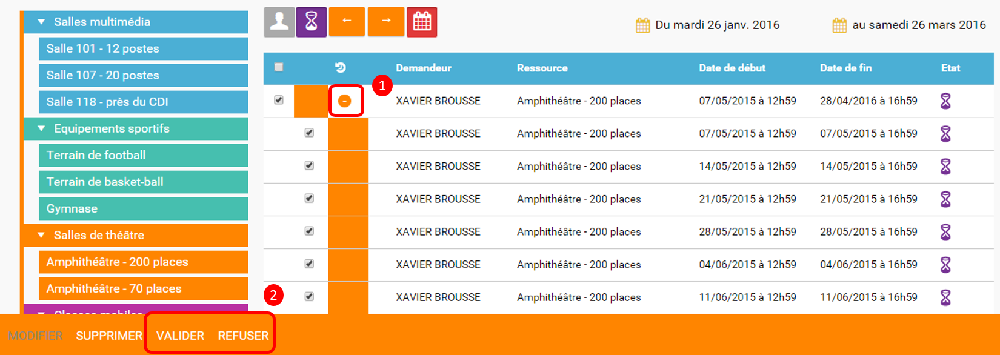 Salles multimédia
Salle 101 - 12 postes
Salle 107 - 20 postes
Salle 118 - près du CDI
Equipements sportifs
Terrain de football
Terrain de basket-ball
Gymnase
Salles de théâtre
Amphithéâtre - 200 places
Amphithéâtre - 70 places
Classes mobiles
← →
Du mardi 26 janv. 2016 au samedi 26 mars 2016
Demandeur Ressource Date de début Date de fin Etat
1
- XAVIER BROUSSE Amphithéâtre - 200 places 07/05/2015 à 12h59 28/04/2016 à 16h59
XAVIER BROUSSE Amphithéâtre - 200 places 07/05/2015 à 12h59 07/05/2015 à 16h59
XAVIER BROUSSE Amphithéâtre - 200 places 14/05/2015 à 12h59 14/05/2015 à 16h59
XAVIER BROUSSE Amphithéâtre - 200 places 21/05/2015 à 12h59 21/05/2015 à 16h59
XAVIER BROUSSE Amphithéâtre - 200 places 28/05/2015 à 12h59 28/05/2015 à 16h59
XAVIER BROUSSE Amphithéâtre - 200 places 04/06/2015 à 12h59 04/06/2015 à 16h59
2
XAVIER BROUSSE Amphithéâtre - 200 places 11/06/2015 à 12h59 11/06/2015 à 16h59
MODIFIER SUPPRIMER VALIDER REFUSER